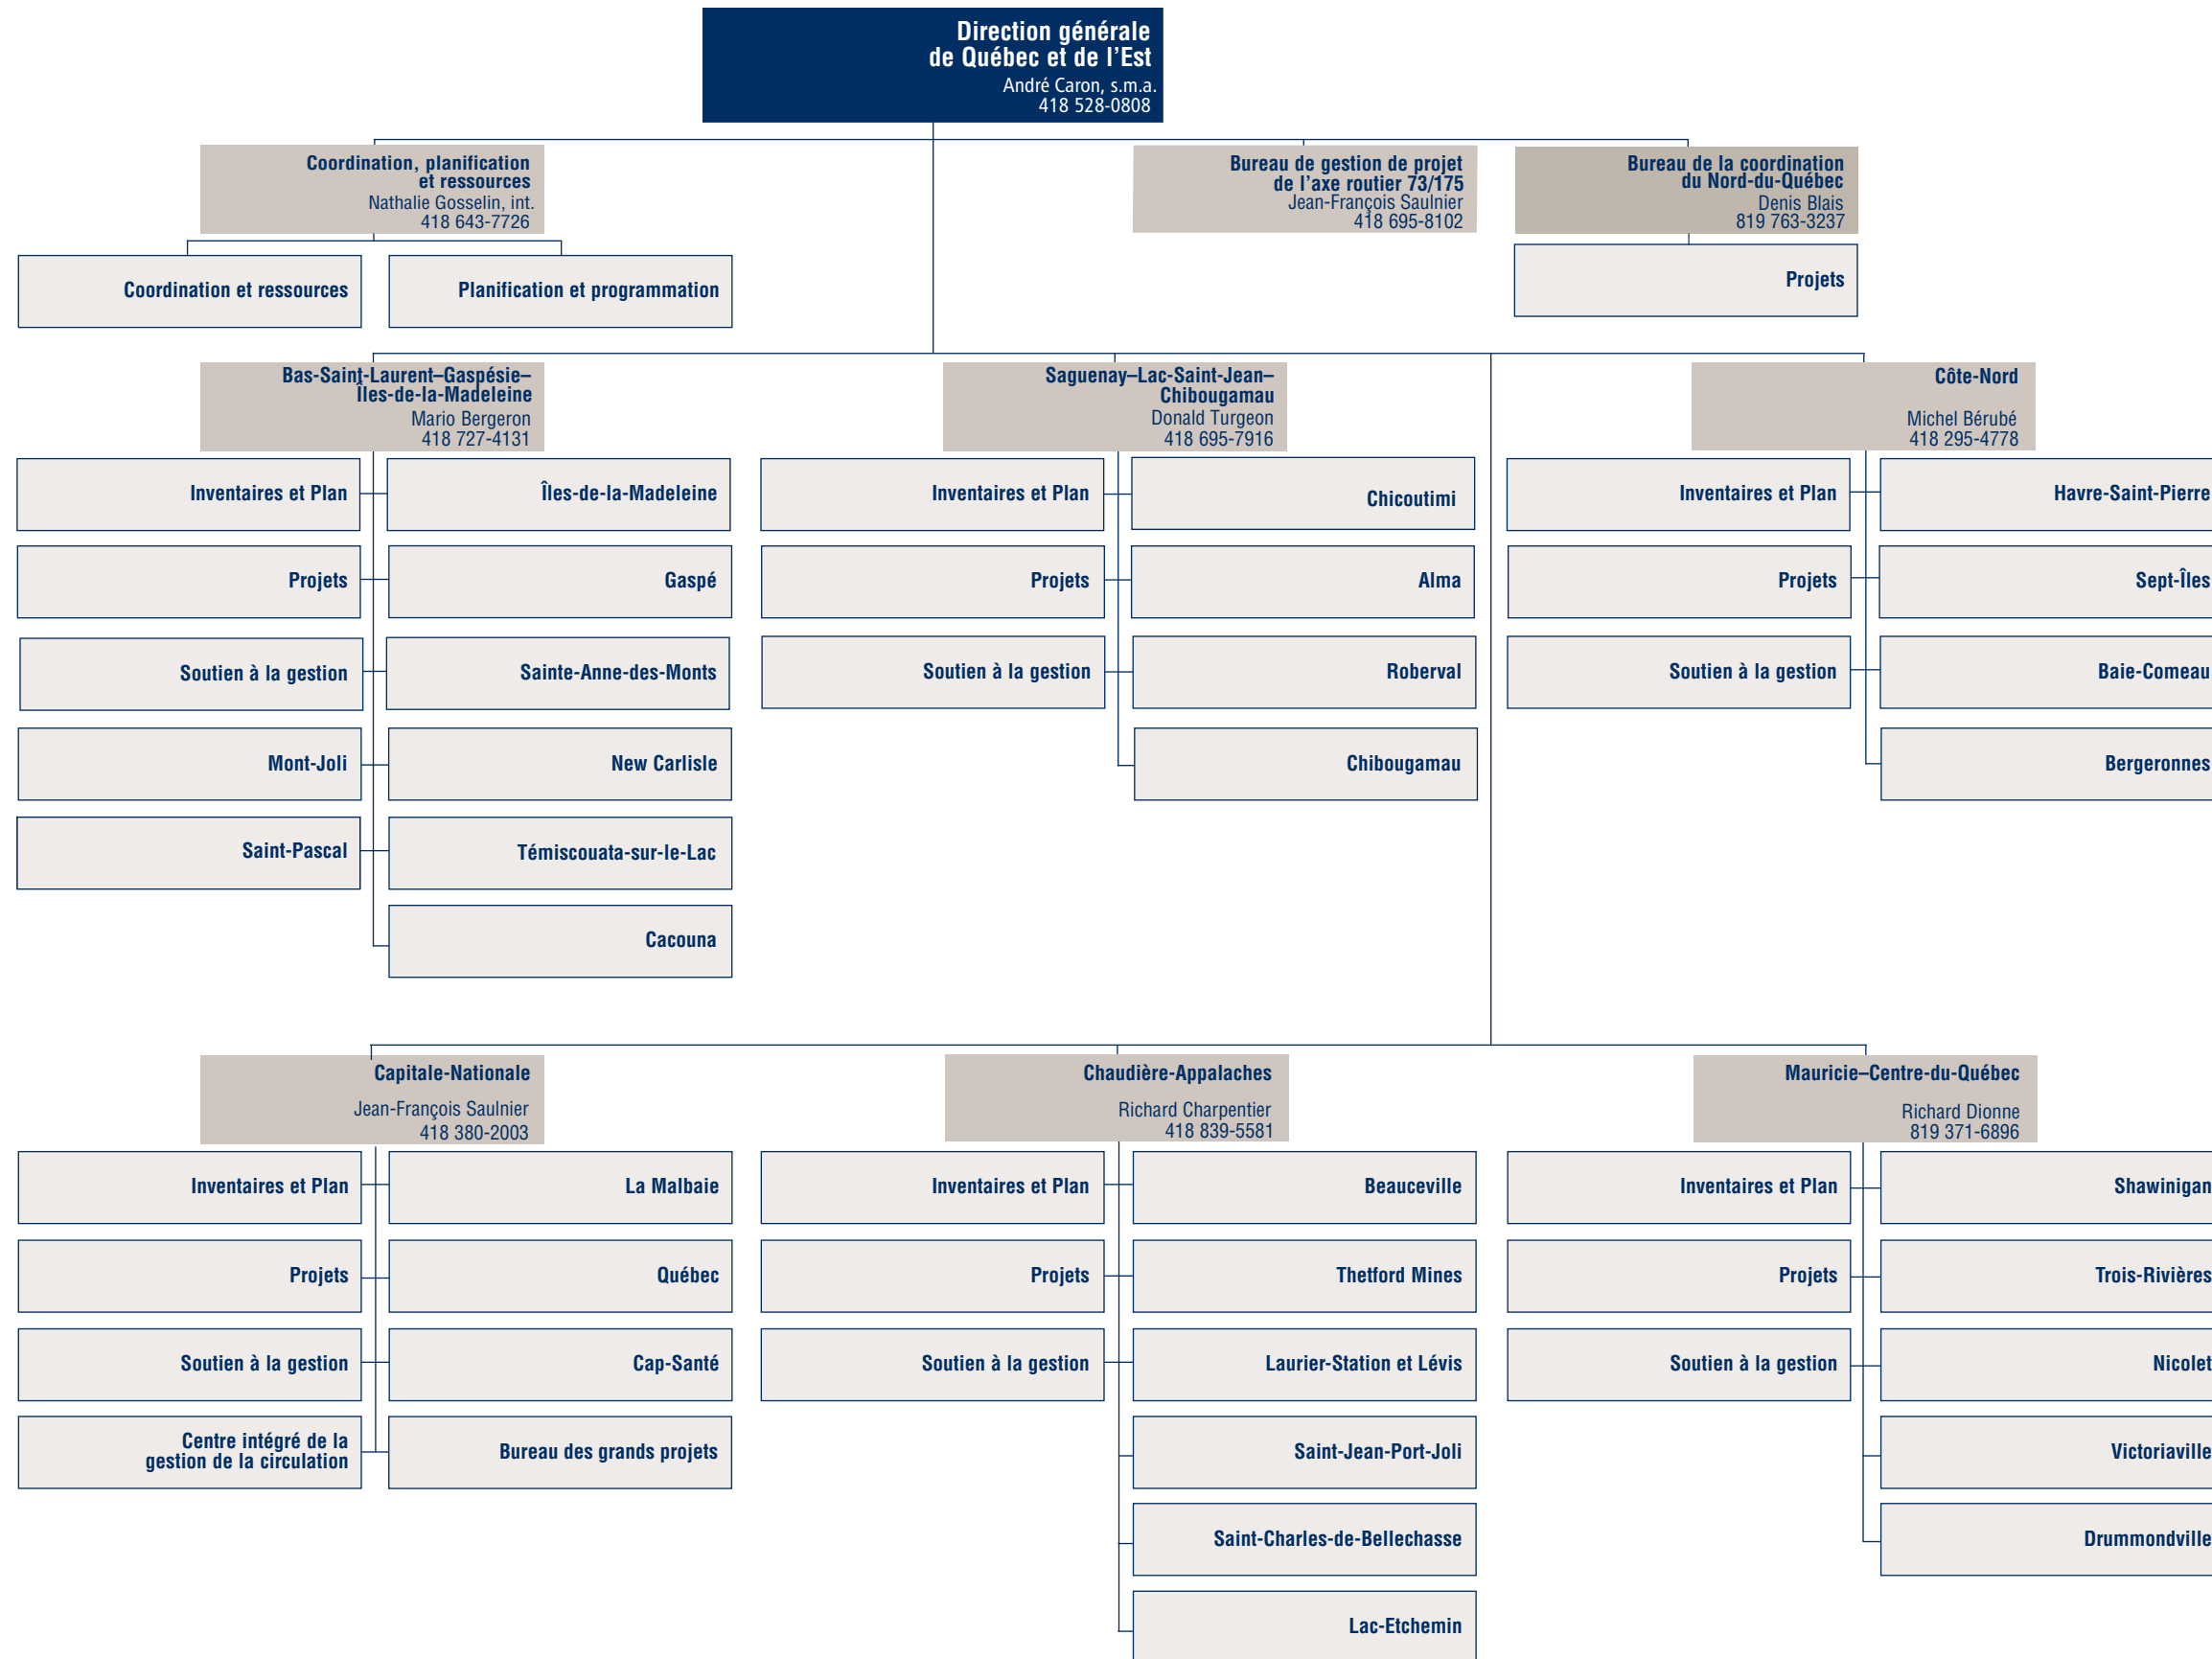 Direction générale
de Québec et de l’Est
André Caron, s.m.a.
418 528-0808
Coordination, planification
et ressources
Nathalie Gosselin, int.
418 643-7726
Bureau de gestion de projet
de l’axe routier 73/175
Jean-François Saulnier
418 695-8102
Bureau de la coordination
du Nord-du-Québec
Denis Blais
819 763-3237
Coordination et ressources
Planification et programmation
Projets
Bas-Saint-Laurent–Gaspésie–
Îles-de-la-Madeleine
Mario Bergeron
418 727-4131
Saguenay–Lac-Saint-Jean–
Chibougamau
Donald Turgeon
418 695-7916
Côte-Nord
Michel Bérubé
418 295-4778
Inventaires et Plan
Îles-de-la-Madeleine
Projets
Gaspé
Soutien à la gestion
Sainte-Anne-des-Monts
Mont-Joli
New Carlisle
Saint-Pascal
Témiscouata-sur-le-Lac
Cacouna
Inventaires et Plan
Chicoutimi
Projets
Alma
Soutien à la gestion
Roberval
Chibougamau
Inventaires et Plan
Havre-Saint-Pierre
Projets
Sept-Îles
Soutien à la gestion
Baie-Comeau
Bergeronnes
Capitale-Nationale
Jean-François Saulnier
418 380-2003
Chaudière-Appalaches
Richard Charpentier
418 839-5581
Mauricie–Centre-du-Québec
Richard Dionne
819 371-6896
Inventaires et Plan
La Malbaie
Projets
Québec
Soutien à la gestion
Cap-Santé
Centre intégré de la
gestion de la circulation
Bureau des grands projets
Inventaires et Plan
Beauceville
Projets
Thetford Mines
Soutien à la gestion
Laurier-Station et Lévis
Saint-Jean-Port-Joli
Saint-Charles-de-Bellechasse
Lac-Etchemin
Inventaires et Plan
Shawinigan
Projets
Trois-Rivières
Soutien à la gestion
Nicolet
Victoriaville
Drummondville